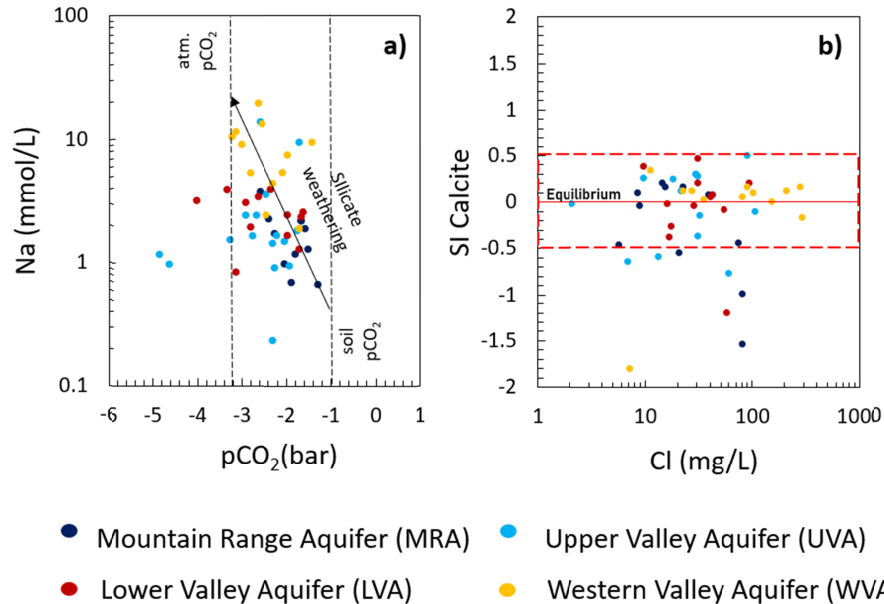 a)
b)
100
10
1
0.1
Na (mmol/L)
atm.
pCO₂
Silicate
weathering
soil
pCO₂
-6 -5 -4 -3 -2 -1 0 1
pCO₂(bar)
2
1.5
1
0.5
0
-0.5
-1
-1.5
-2
SI Calcite
Equilibrium
1 10 100 1000
Cl (mg/L)
Mountain Range Aquifer (MRA)
Upper Valley Aquifer (UVA)
Lower Valley Aquifer (LVA)
Western Valley Aquifer (WVA